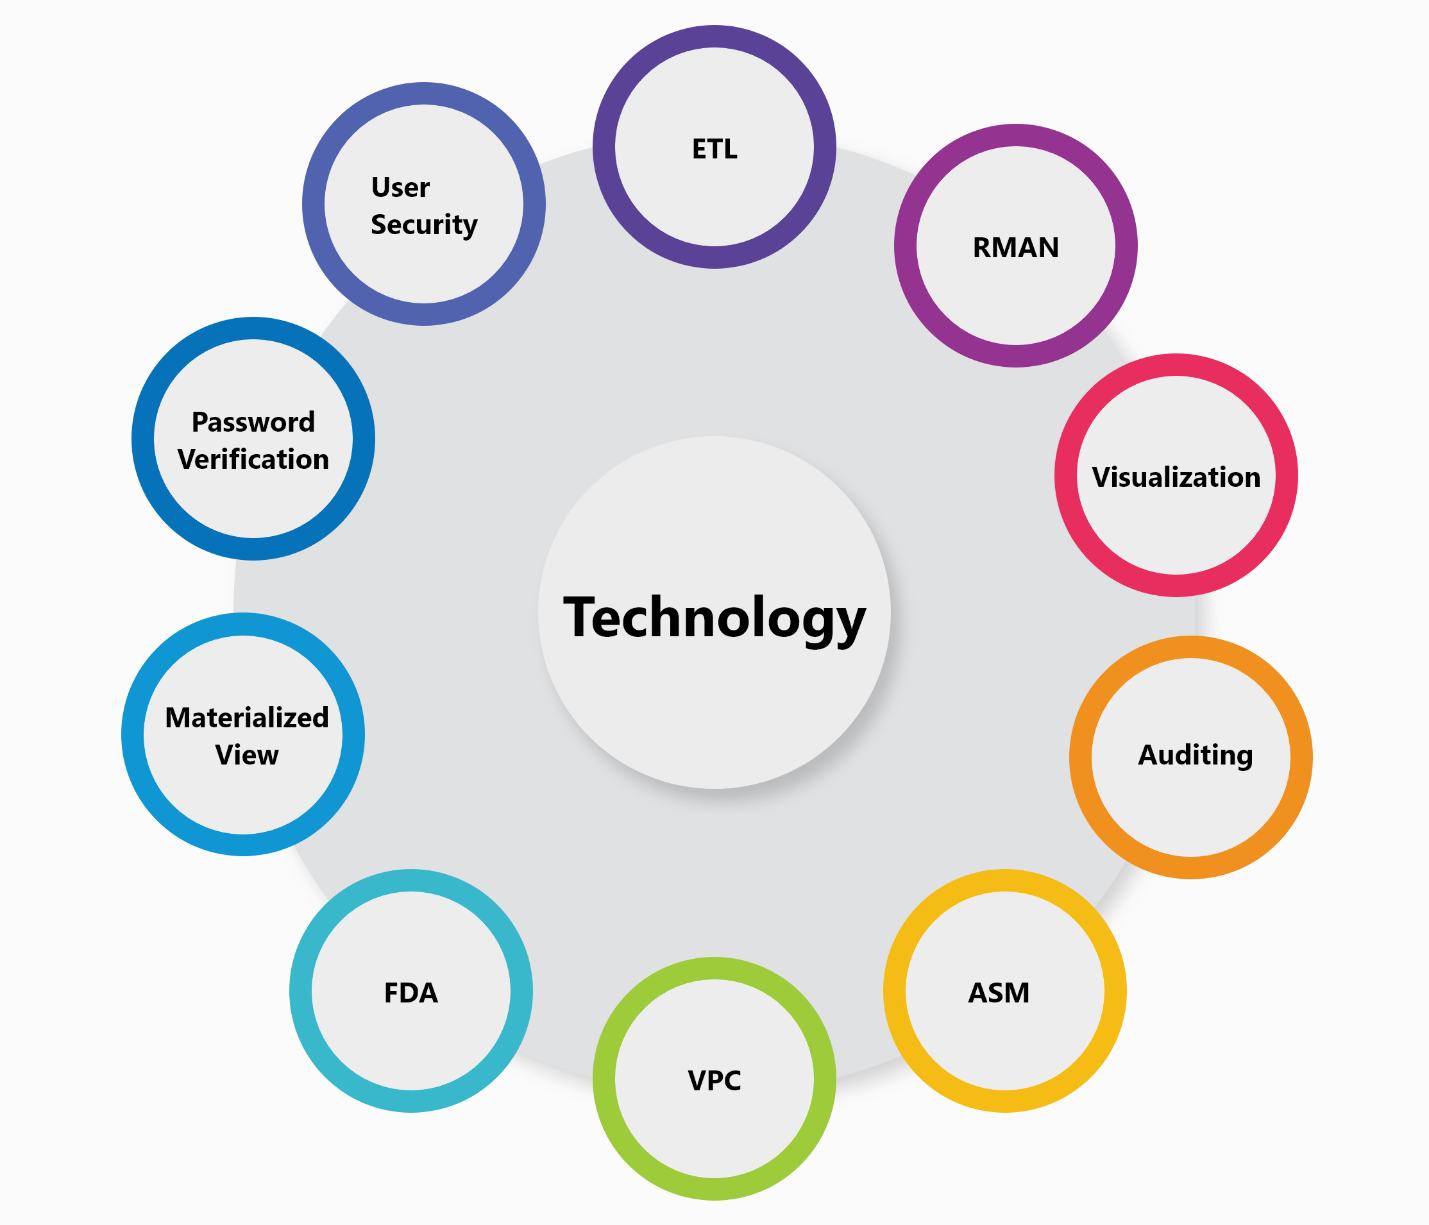 ETL
User
Security
RMAN
Password
Verification
Visualization
Technology
Materialized
View
Auditing
FDA
ASM
VPC